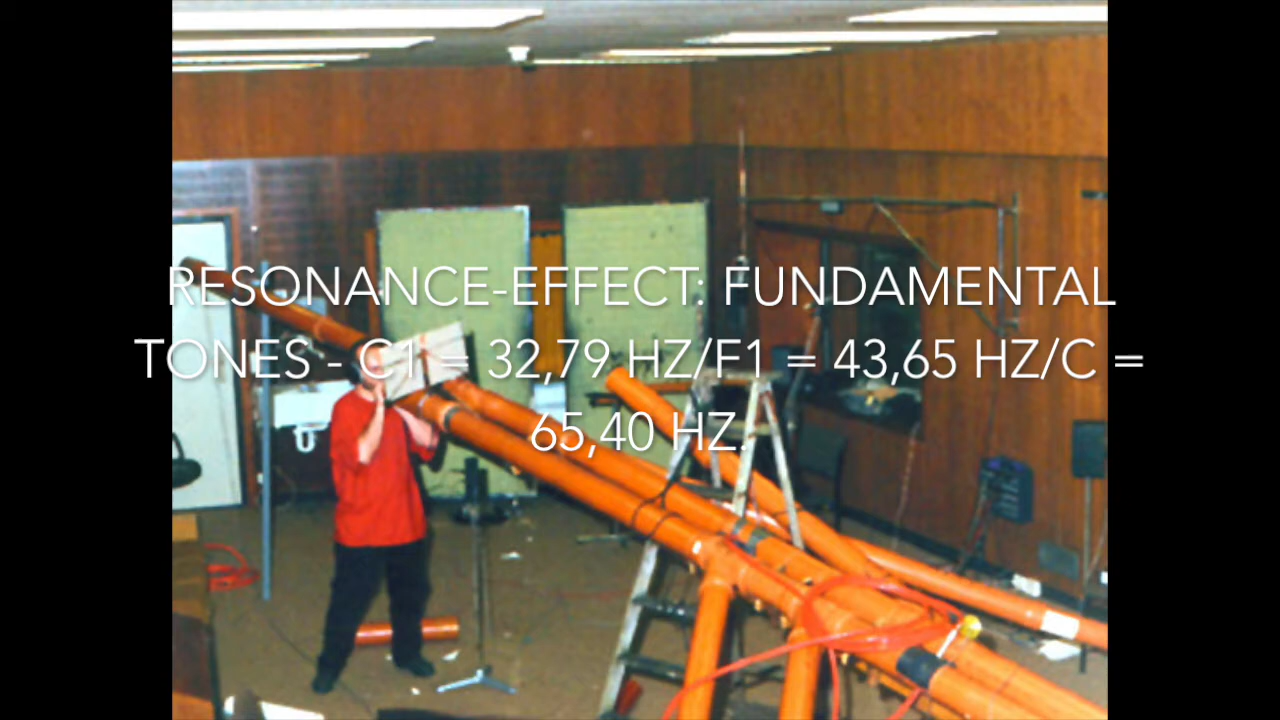 RESONANCE-EFFECT: FUNDAMENTAL
TONES - C1 = 32,79 HZ/F1 = 43,65 HZ/C =
65,40 HZ.